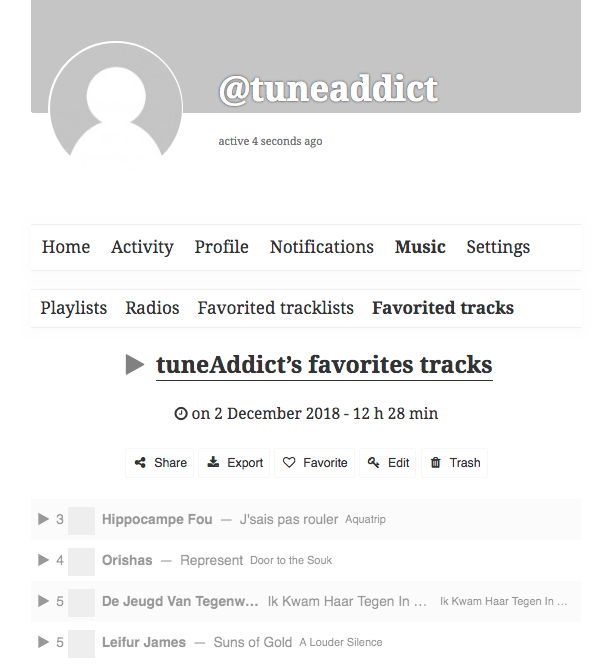 @tuneaddict
active 4 seconds ago
Home Activity Profile Notifications Music Settings
Playlists Radios Favorited tracklists Favorited tracks
tuneAddict’s favorites tracks
on 2 December 2018 - 12 h 28 min
Share Export Favorite Edit Trash
3 Hippocampe Fou — J'sais pas rouler Aquatrip
4 Orishas — Represent Door to the Souk
5 De Jeugd Van Tegenw… Ik Kwam Haar Tegen In … Ik Kwam Haar Tegen In …
5 Leifur James — Suns of Gold A Louder Silence